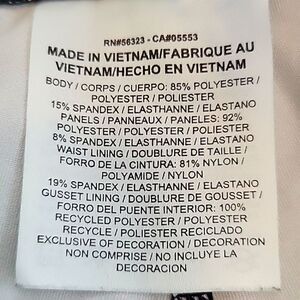 RN#56323 - CA#05553
MADE IN VIETNAM/FABRIQUE AU
VIETNAM/HECHO EN VIETNAM
BODY / CORPS / CUERPO: 85% POLYESTER /
POLYESTER / POLIESTER
15% SPANDEX / ELASTHANNE / ELASTANO
PANELS / PANNEAUX / PANELES: 92%
POLYESTER / POLYESTER / POLIESTER
8% SPANDEX / ELASTHANNE / ELASTANO
WAIST LINING / DOUBLURE DE TAILLE /
FORRO DE LA CINTURA: 81% NYLON /
POLYAMIDE / NYLON
19% SPANDEX / ELASTHANNE / ELASTANO
GUSSET LINING / DOUBLURE DE GOUSSET /
FORRO DEL PUENTE INTERIOR: 100%
RECYCLED POLYESTER / POLYESTER
RECYCLE / POLIESTER RECICLADO
EXCLUSIVE OF DECORATION / DECORATION
NON COMPRISE / NO INCLUYE LA
DECORACION